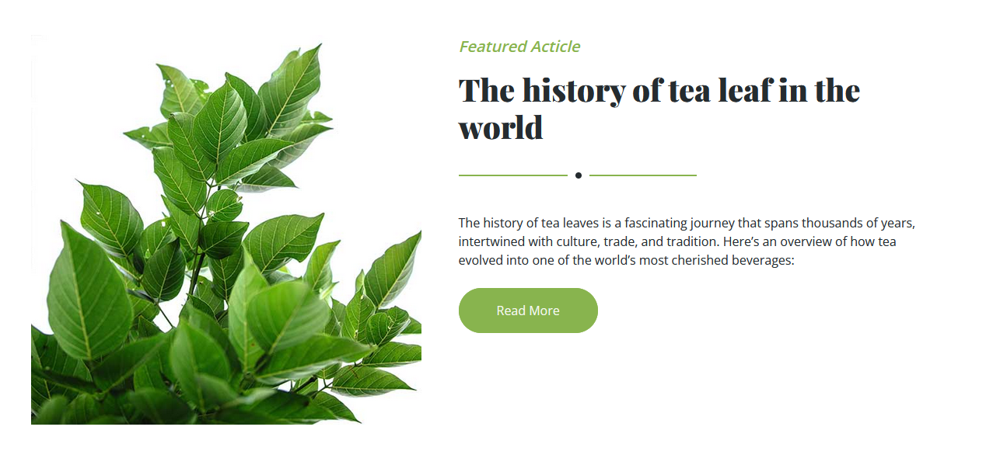 Featured Acticle
The history of tea leaf in the
world
The history of tea leaves is a fascinating journey that spans thousands of years,
intertwined with culture, trade, and tradition. Here’s an overview of how tea
evolved into one of the world’s most cherished beverages:
Read More